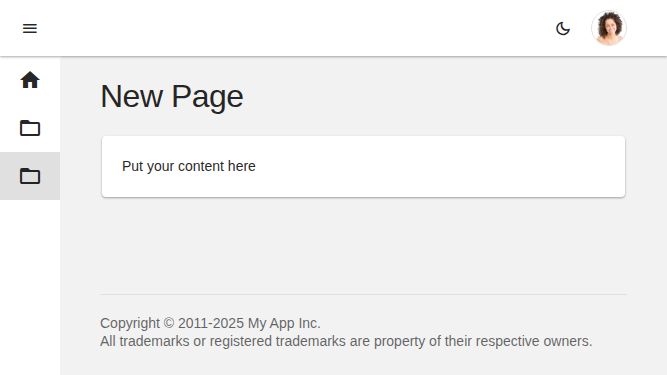 New Page
Put your content here
Copyright © 2011-2025 My App Inc.
All trademarks or registered trademarks are property of their respective owners.